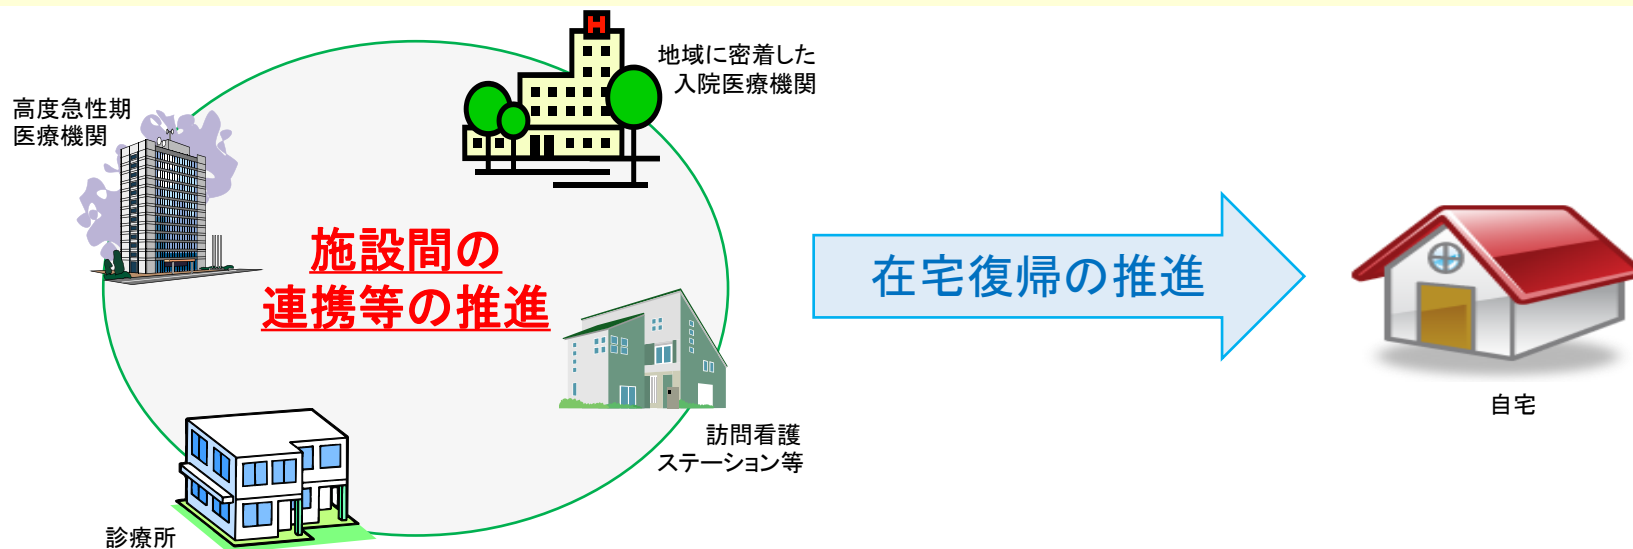 H
地域に密着した
入院医療機関
高度急性期
医療機関
施設間の
連携等の推進
在宅復帰の推進
訪問看護
ステーション等
自宅
診療所